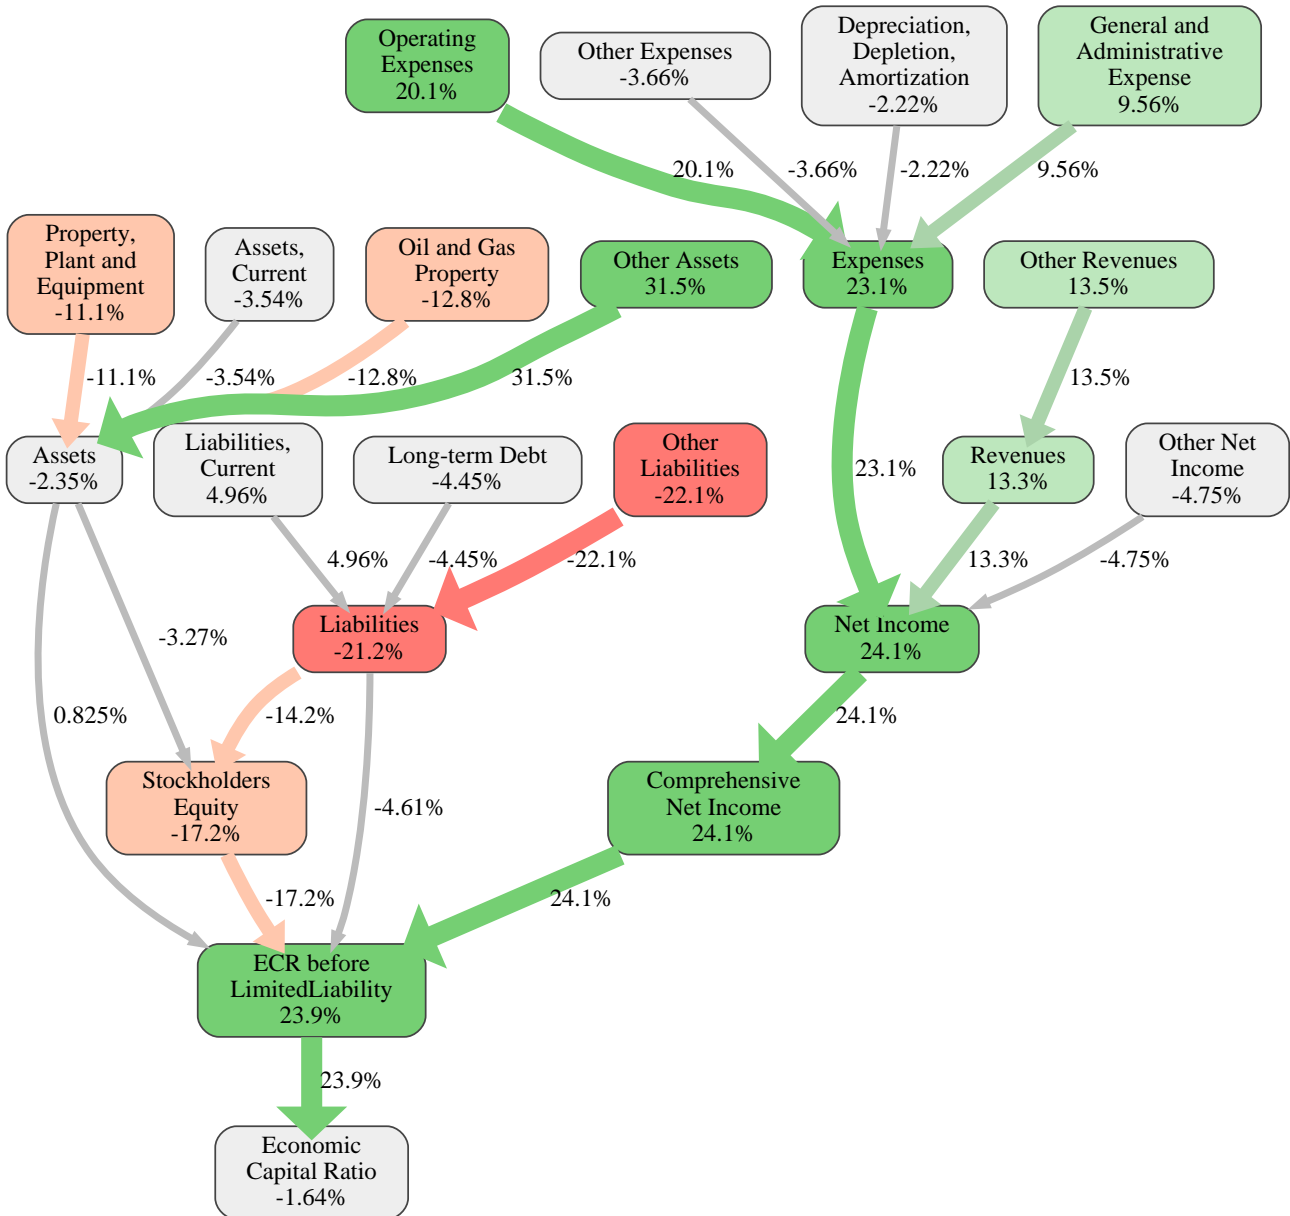 Operating
Expenses
20.1%
Other Expenses
-3.66%
Depreciation,
Depletion,
Amortization
-2.22%
General and
Administrative
Expense
9.56%
20.1%
-3.66%
-2.22%
9.56%
Property,
Plant and
Equipment
-11.1%
Assets,
Current
-3.54%
Oil and Gas
Property
-12.8%
Other Assets
31.5%
Expenses
23.1%
Other Revenues
13.5%
-11.1%
-3.54%
-12.8%
31.5%
13.5%
Assets
-2.35%
Liabilities,
Current
4.96%
Long-term Debt
-4.45%
Other
Liabilities
-22.1%
23.1%
Revenues
13.3%
Other Net
Income
-4.75%
4.96%
-4.45%
-22.1%
13.3%
-4.75%
-3.27%
Liabilities
-21.2%
Net Income
24.1%
0.825%
-14.2%
24.1%
Stockholders
Equity
-17.2%
-4.61%
Comprehensive
Net Income
24.1%
-17.2%
24.1%
ECR before
LimitedLiability
23.9%
23.9%
Economic
Capital Ratio
-1.64%